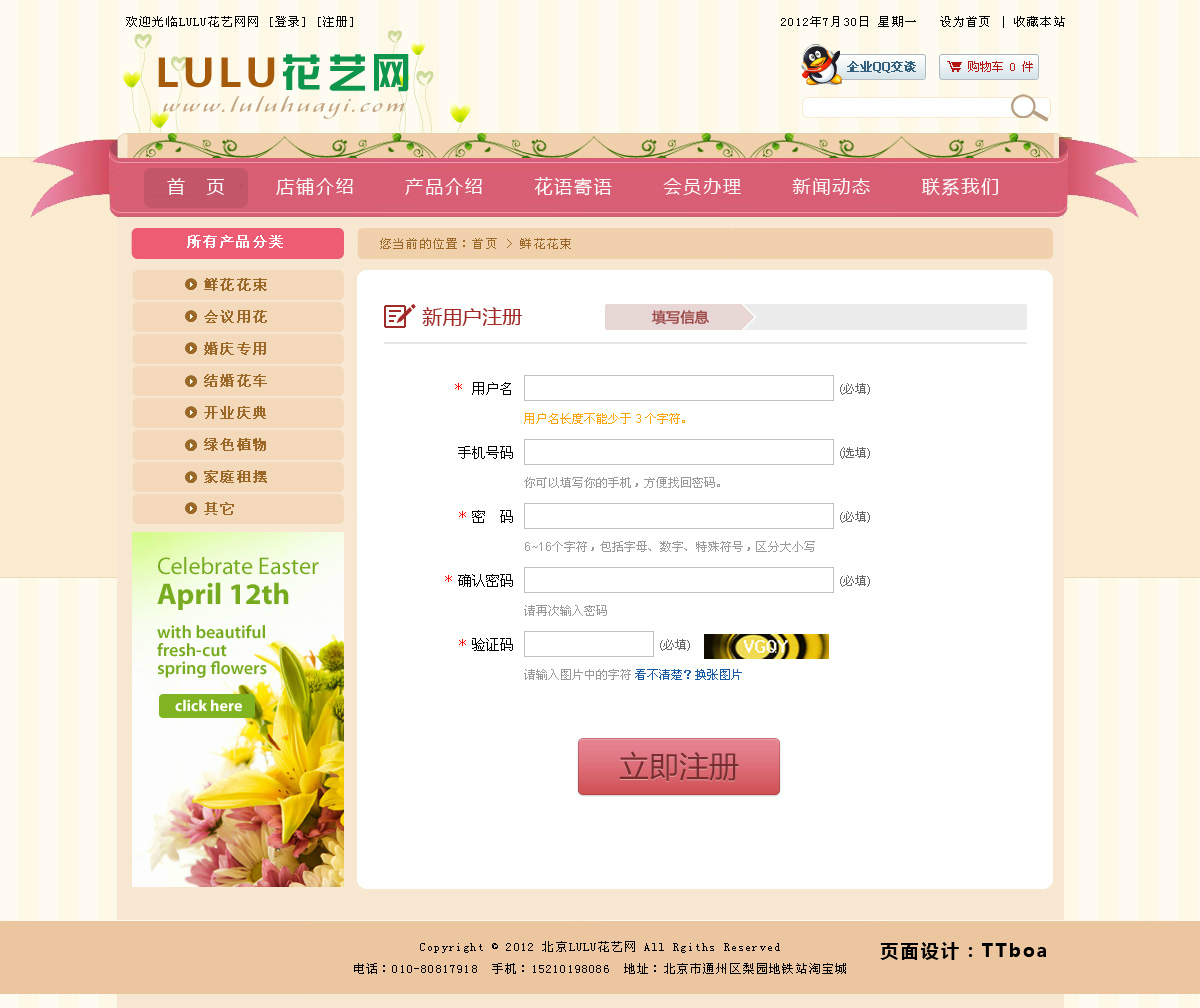 欢迎光临LULU花艺网网 [登录] [注册]
2012年7月30日 星期一 设为首页 | 收藏本站
LULU花艺网
www.luluhuayi.com
企业QQ交谈
购物车 0 件
首 页 店铺介绍 产品介绍 花语寄语 会员办理 新闻动态 联系我们
所有产品分类
鲜花花束
会议用花
婚庆专用
结婚花车
开业庆典
绿色植物
家庭租摆
其它
Celebrate Easter
April 12th
with beautiful
fresh-cut
spring flowers
click here
您当前的位置：首页 > 鲜花花束
新用户注册
填写信息
* 用户名 (必填)
用户名长度不能少于 3 个字符。
手机号码 (选填)
你可以填写你的手机，方便找回密码。
* 密 码 (必填)
6~16个字符，包括字母、数字、特殊符号，区分大小写
* 确认密码 (必填)
请再次输入密码
* 验证码 (必填) VGQY
请输入图片中的字符 看不清楚？换张图片
立即注册
Copyright © 2012 北京LULU花艺网 All Rgiths Reserved
电话：010-80817918 手机：15210198086 地址：北京市通州区梨园地铁站淘宝城
页面设计：TTboa